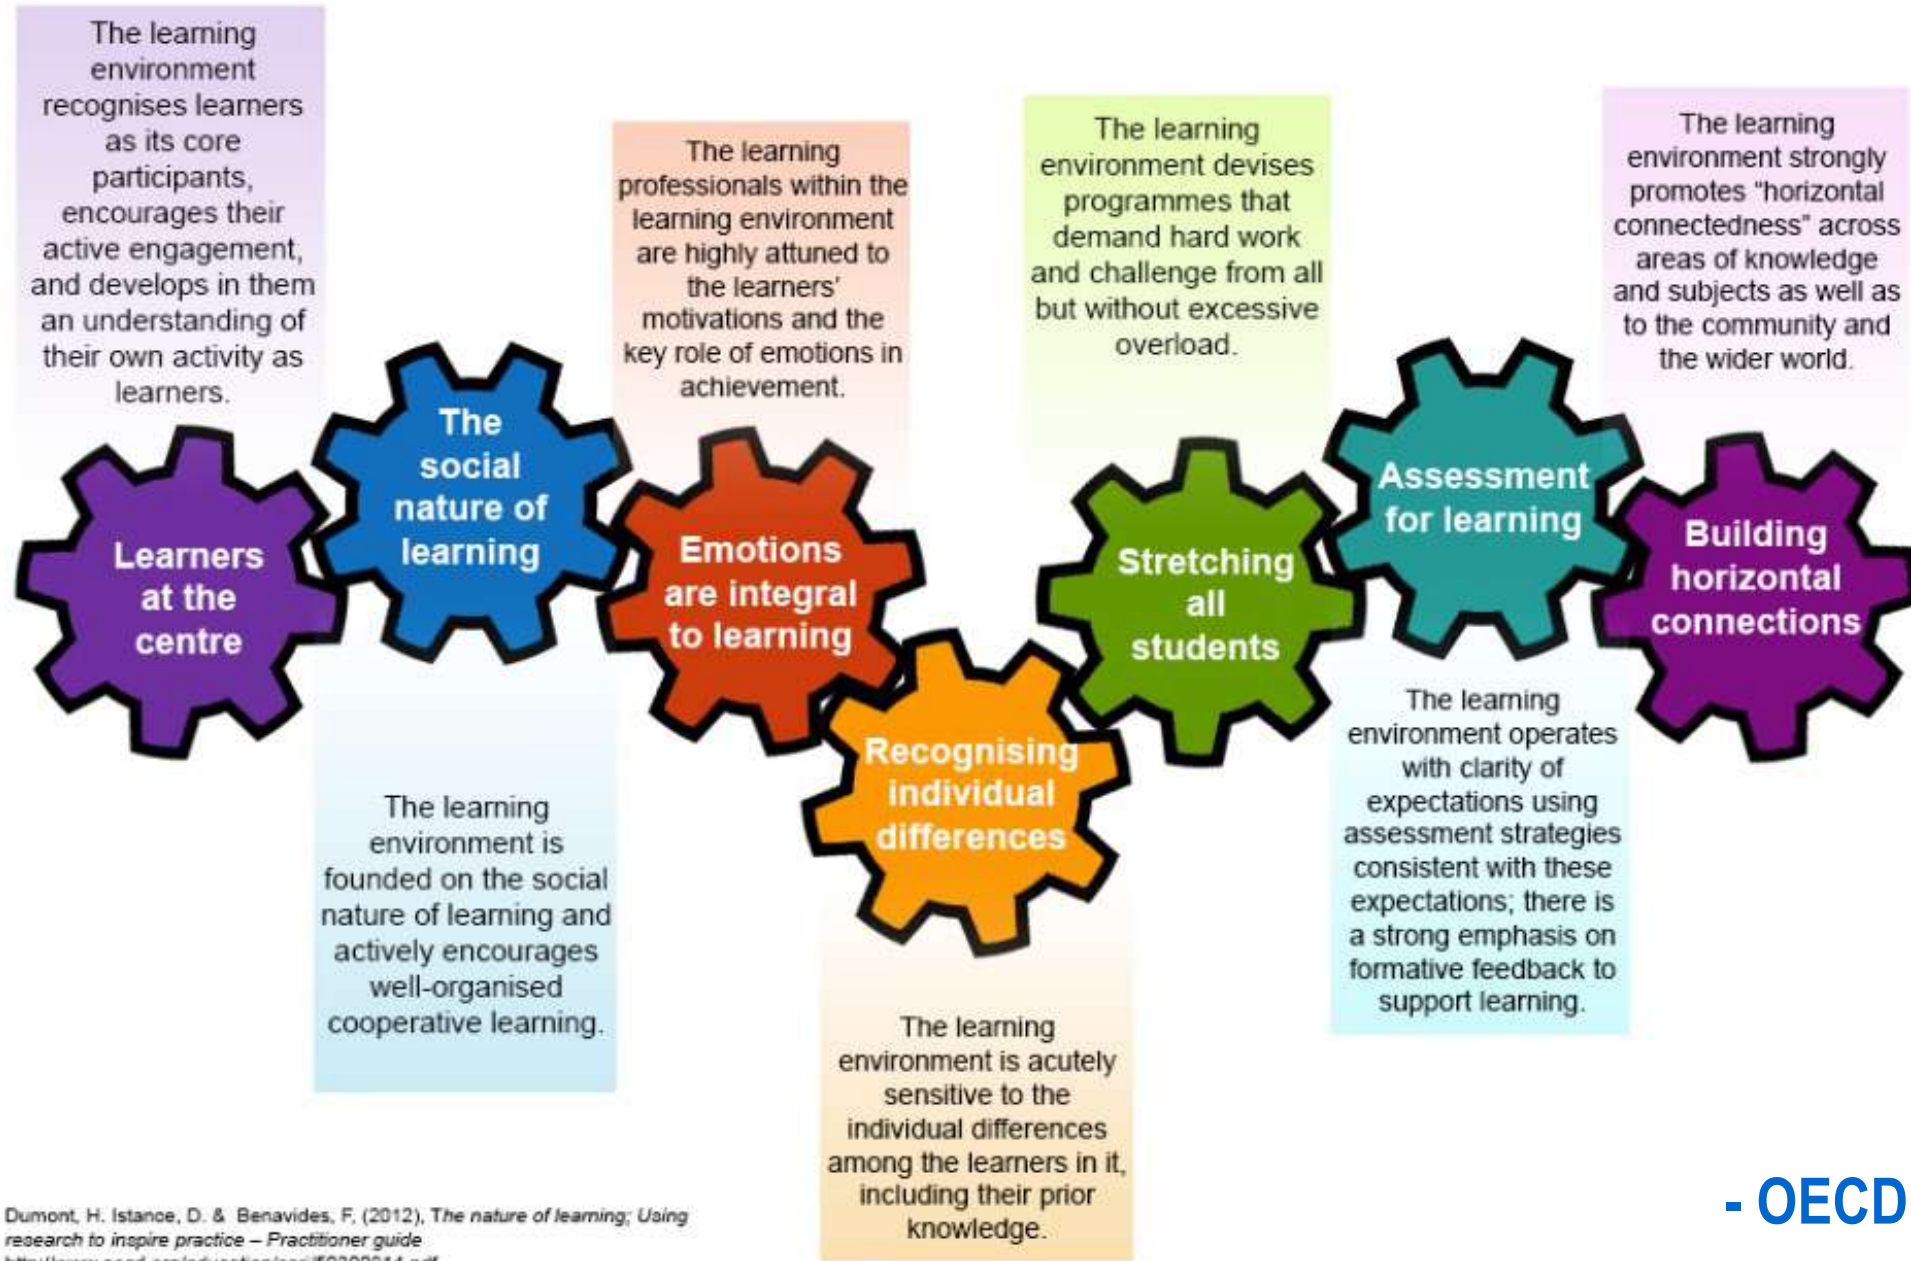 The learning
environment
recognises learners
as its core
participants,
encourages their
active engagement,
and develops in them
an understanding of
their own activity as
learners.
Learners
at the
centre
The
social
nature of
learning
The learning
environment is
founded on the social
nature of learning and
actively encourages
well-organised
cooperative learning.
The learning
professionals within the
learning environment
are highly attuned to
the learners'
motivations and the
key role of emotions in
achievement.
Emotions
are integral
to learning
Recognising
individual
differences
The learning
environment is acutely
sensitive to the
individual differences
among the learners in it,
including their prior
knowledge.
The learning
environment devises
programmes that
demand hard work
and challenge from all
but without excessive
overload.
Stretching
all
students
Assessment
for learning
The learning
environment operates
with clarity of
expectations using
assessment strategies
consistent with these
expectations; there is
a strong emphasis on
formative feedback to
support learning.
The learning
environment strongly
promotes “horizontal
connectedness” across
areas of knowledge
and subjects as well as
to the community and
the wider world.
Building
horizontal
connections
Dumont, H. Istance, D. & Benavides, F, (2012), The nature of learning; Using
research to inspire practice – Practitioner guide
- OECD